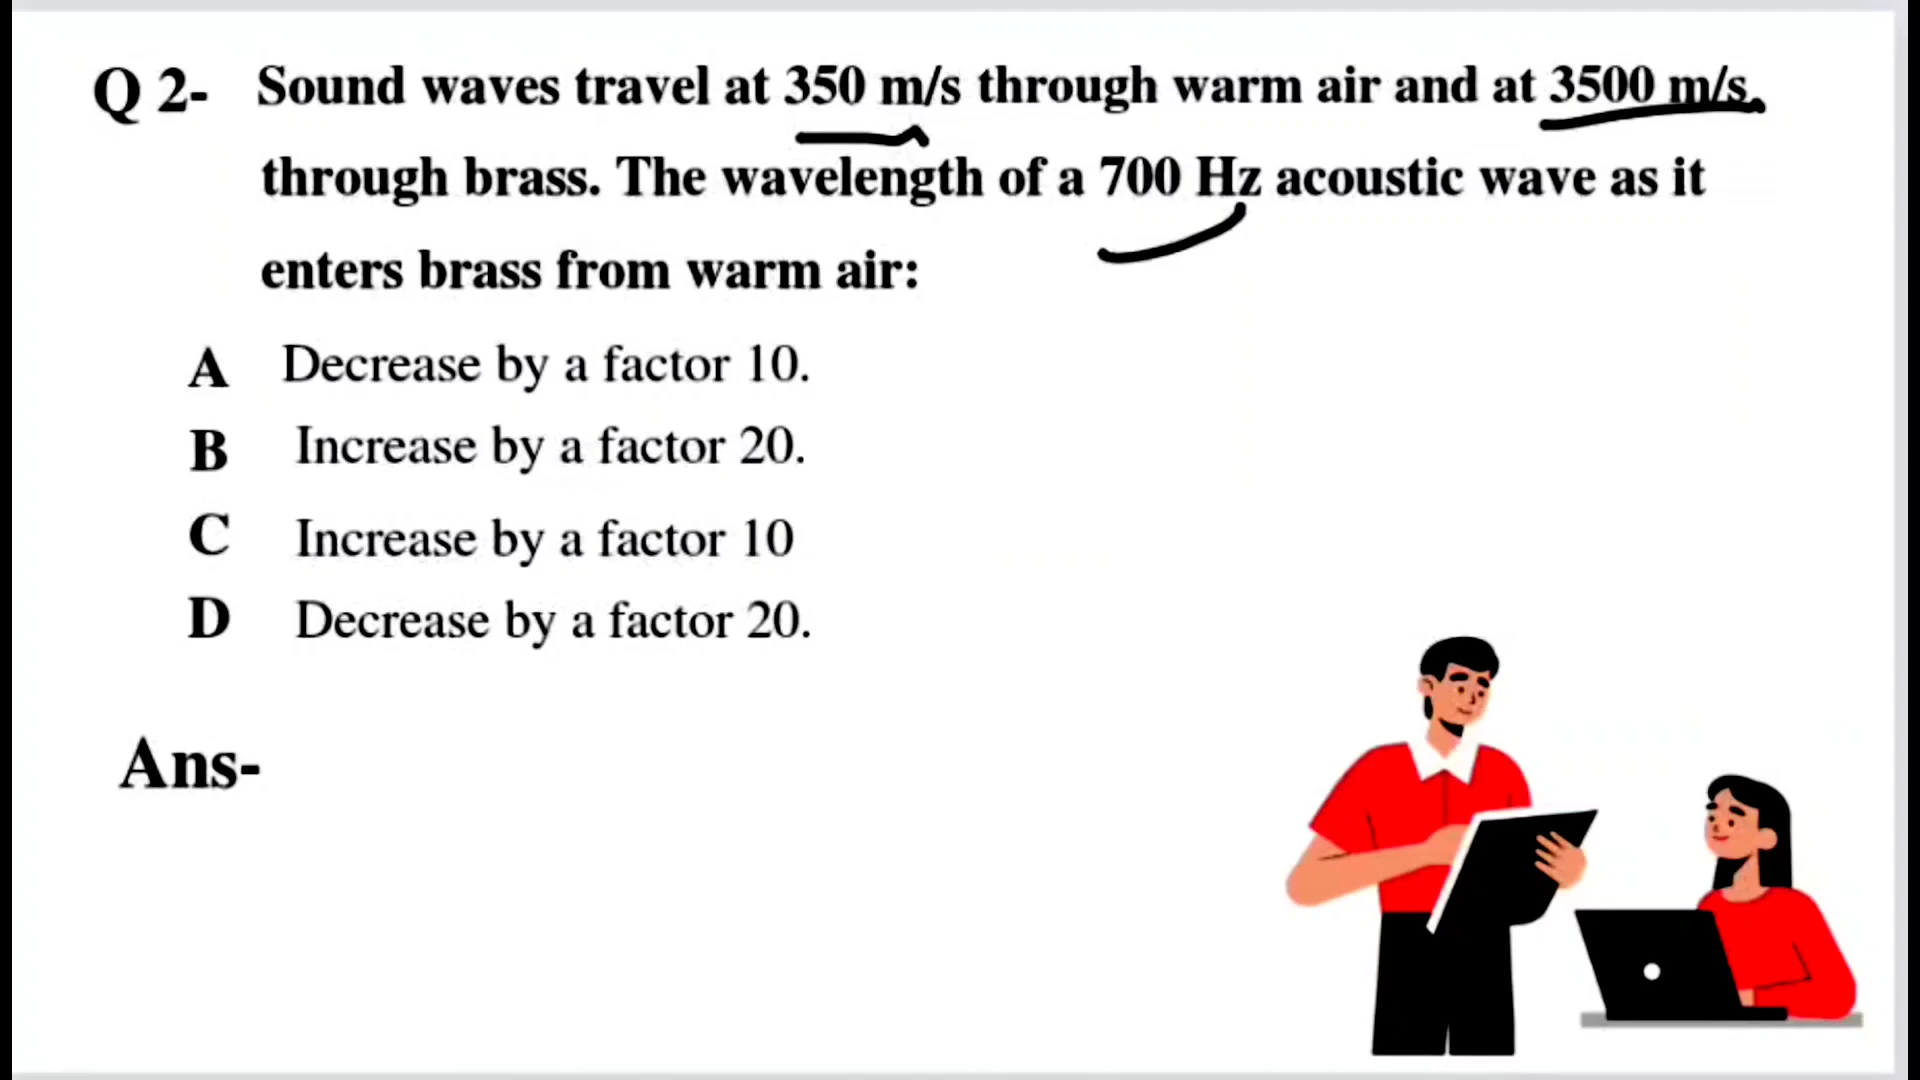 Q 2- Sound waves travel at 350 m/s through warm air and at 3500 m/s.
through brass. The wavelength of a 700 Hz acoustic wave as it
enters brass from warm air:
A Decrease by a factor 10.
B Increase by a factor 20.
C Increase by a factor 10
D Decrease by a factor 20.
Ans-